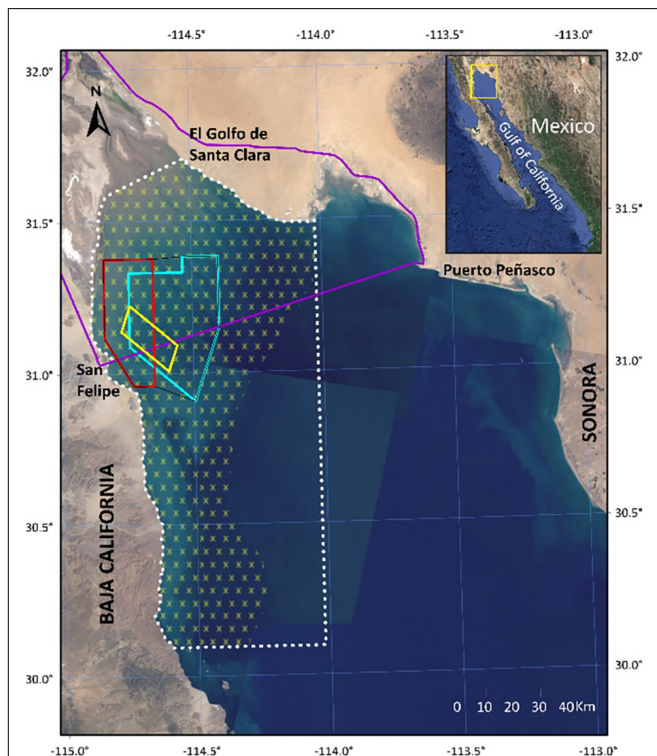 -114.5° -114.0° -113.5° -113.0°
32.0° 32.0°
N
El Golfo de
Santa Clara
Mexico
Gulf of California
31.5° 31.5°
Puerto Peñasco
San
Felipe
31.0° 31.0°
SONORA
BAJA CALIFORNIA
30.5° 30.5°
30.0° 30.0°
0 10 20 30 40 Km
-115.0° -114.5° -114.0° -113.5° -113.0°